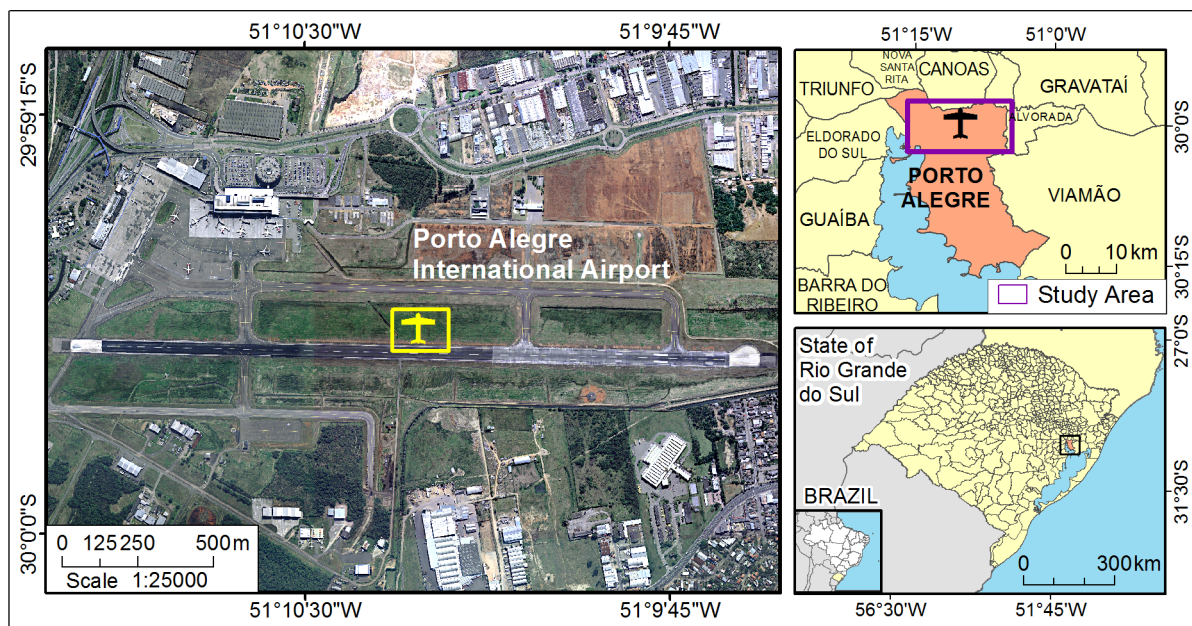 51°10'30"W
51°9'45"W
29°59'15"S
30°0'0"S
Porto Alegre
International Airport
0 125 250 500 m
Scale 1:25000
51°10'30"W
51°9'45"W
51°15'W
51°0'W
NOVA
SANTA
RITA
CANOAS
TRIUNFO
GRAVATAÍ
ALVORADA
ELDORADO
DO SUL
30°0'S
PORTO
ALEGRE
VIAMÃO
GUAÍBA
0 10 km
BARRA DO
RIBEIRO
30°15'S
Study Area
State of
Rio Grande
do Sul
27°0'S
31°30'S
BRAZIL
0 300 km
56°30'W
51°45'W